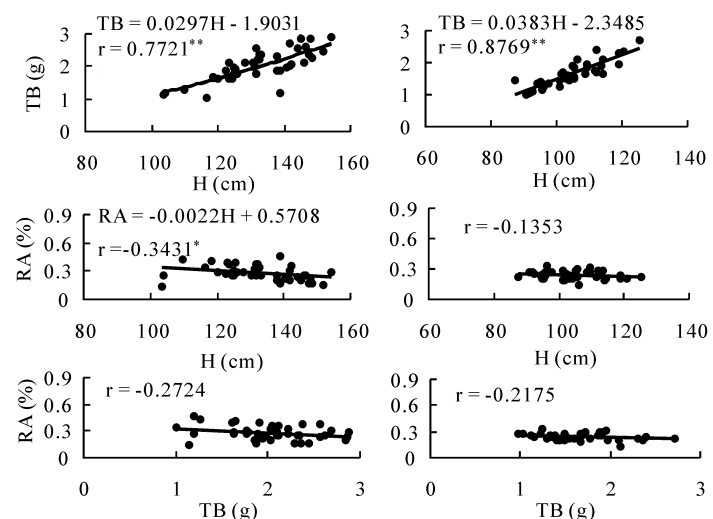 TB = 0.0297H - 1.9031
r = 0.7721**
TB (g)
3
2
1
0
80 100 120 140 160
H (cm)
TB = 0.0383H - 2.3485
r = 0.8769**
3
2
1
0
60 80 100 120 140
H (cm)
RA = -0.0022H + 0.5708
r=-0.3431*
RA (%)
0.9
0.6
0.3
0
80 100 120 140 160
H (cm)
r = -0.1353
0.9
0.6
0.3
0
60 80 100 120 140
H (cm)
r = -0.2724
RA (%)
0.9
0.6
0.3
0
0 1 2 3
TB (g)
r = -0.2175
0.9
0.6
0.3
0
0 1 2 3
TB (g)